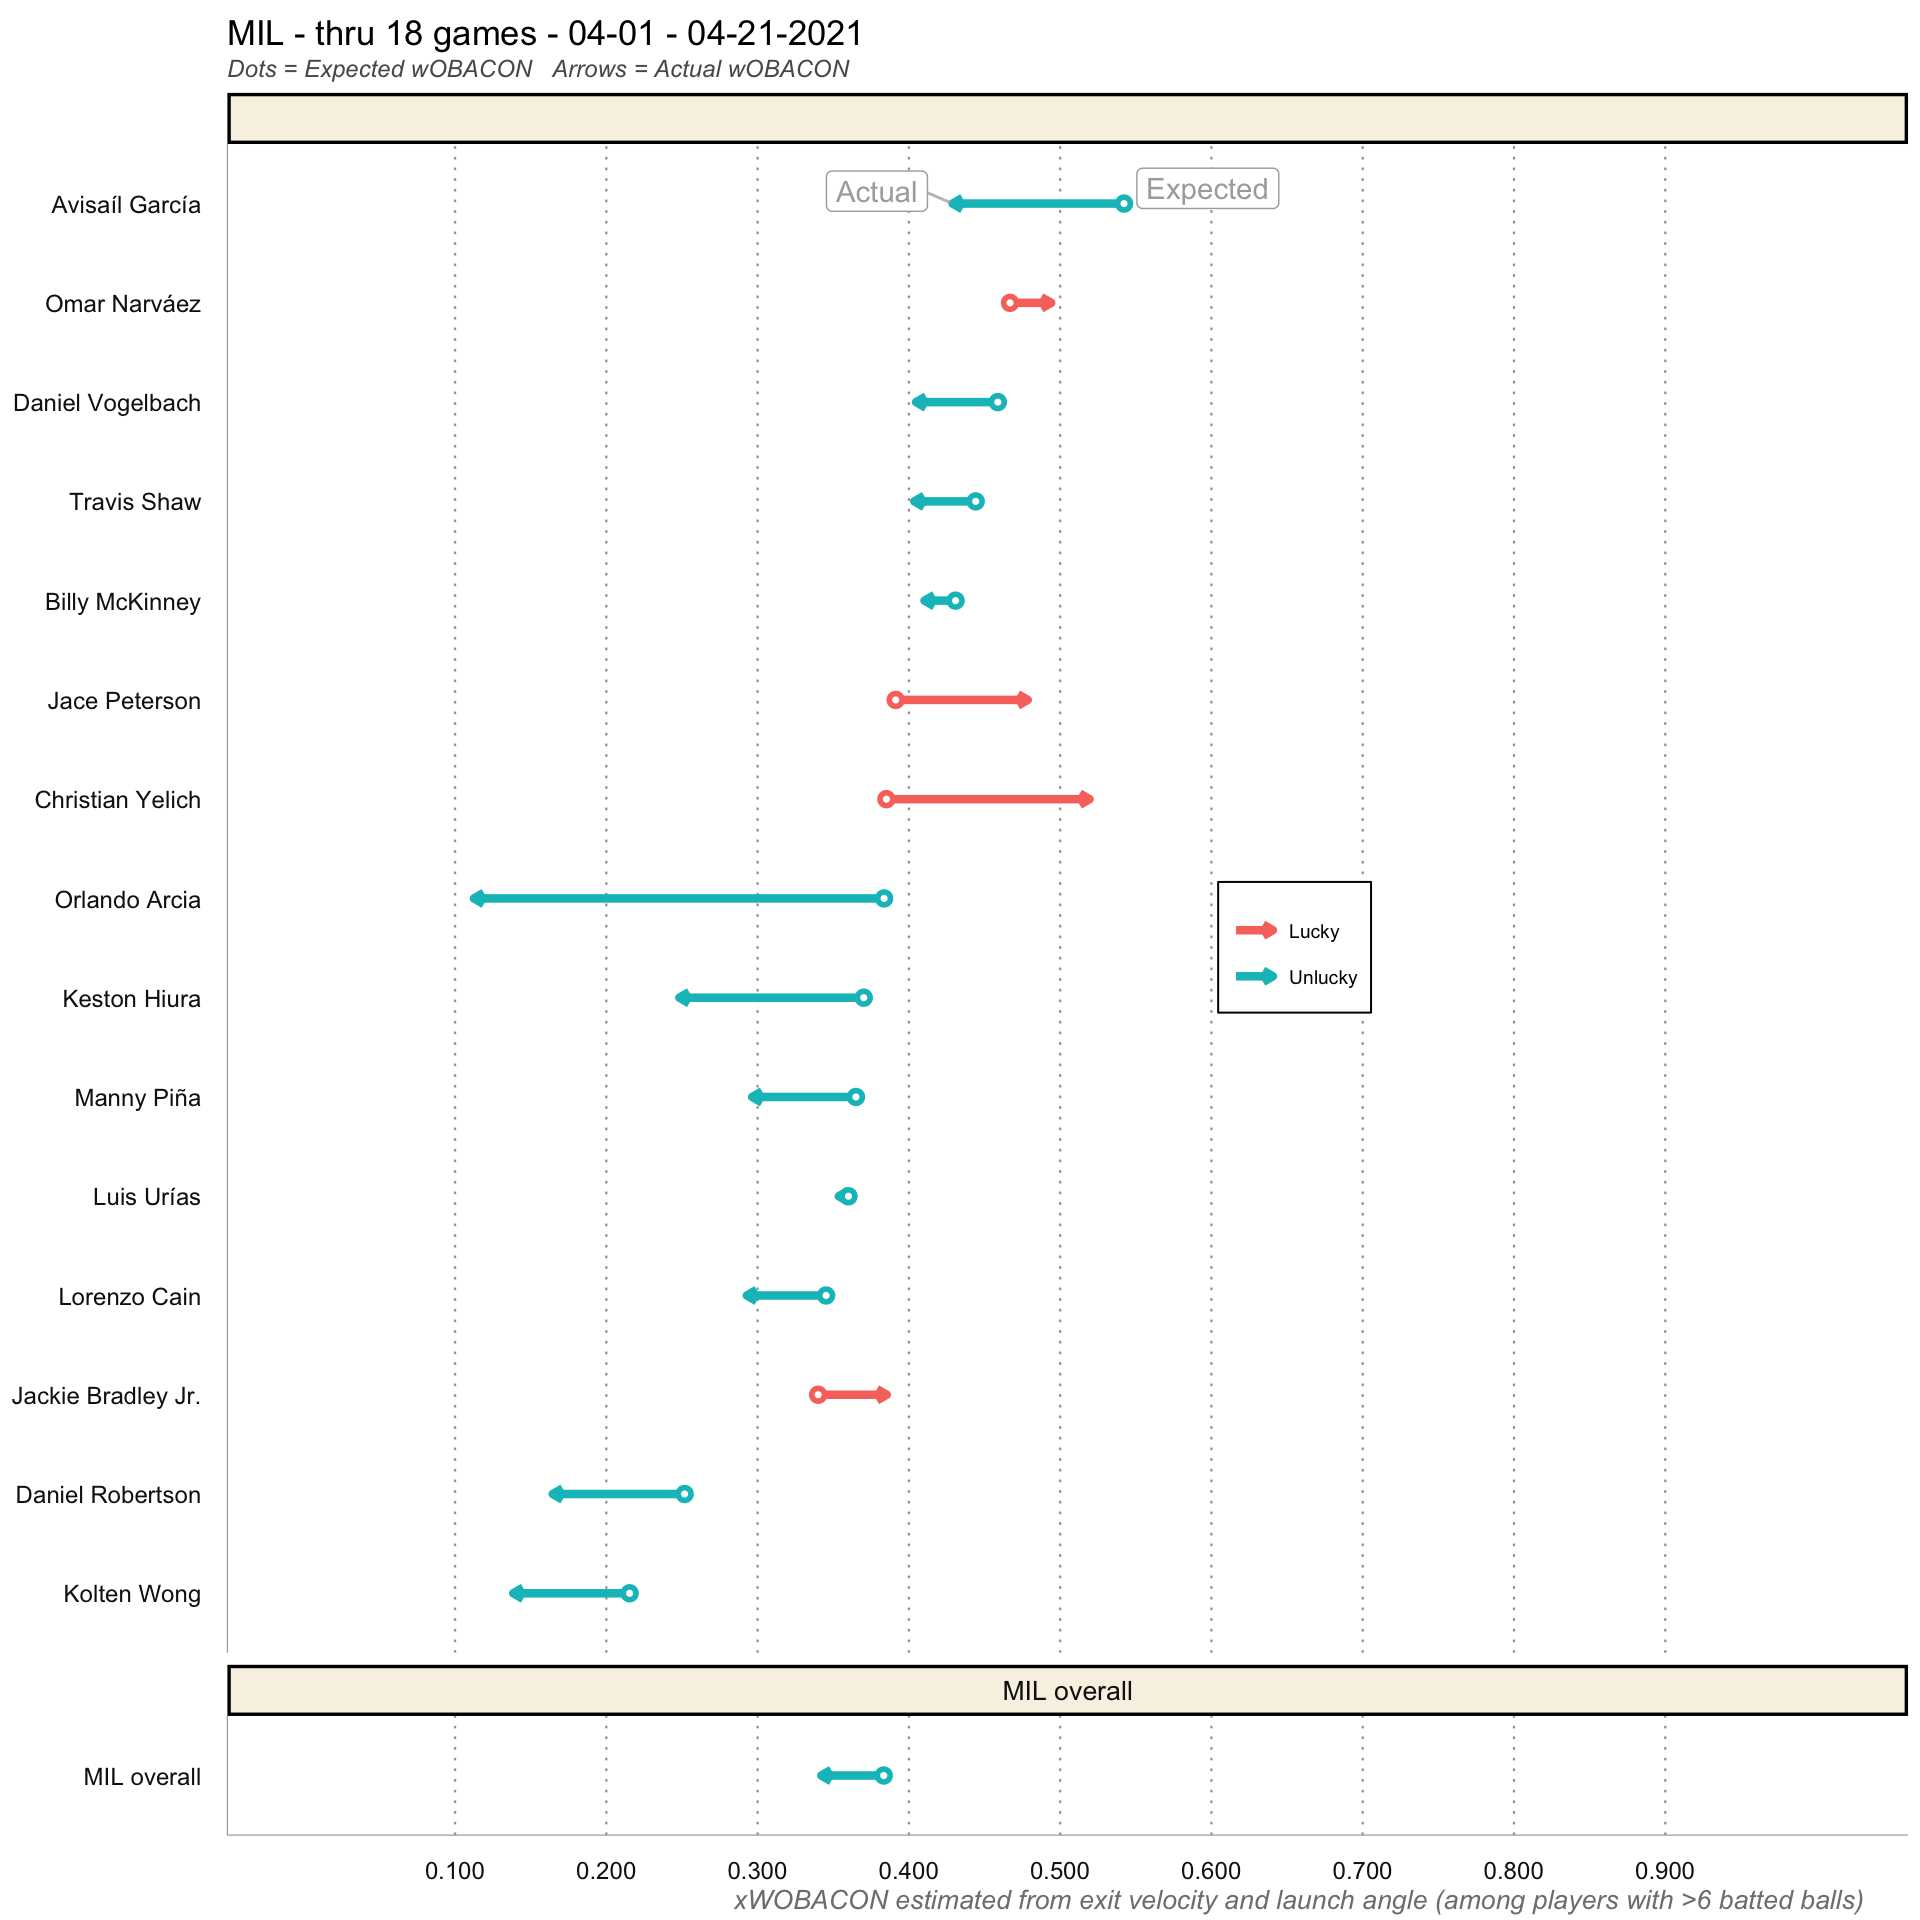 MIL - thru 18 games - 04-01 - 04-21-2021
Dots = Expected wOBACON   Arrows = Actual wOBACON
Avisaíl García
Actual
Expected
Omar Narváez
Daniel Vogelbach
Travis Shaw
Billy McKinney
Jace Peterson
Christian Yelich
Orlando Arcia
Lucky
Unlucky
Keston Hiura
Manny Piña
Luis Urías
Lorenzo Cain
Jackie Bradley Jr.
Daniel Robertson
Kolten Wong
MIL overall
MIL overall
0.100 0.200 0.300 0.400 0.500 0.600 0.700 0.800 0.900
xWOBACON estimated from exit velocity and launch angle (among players with >6 batted balls)